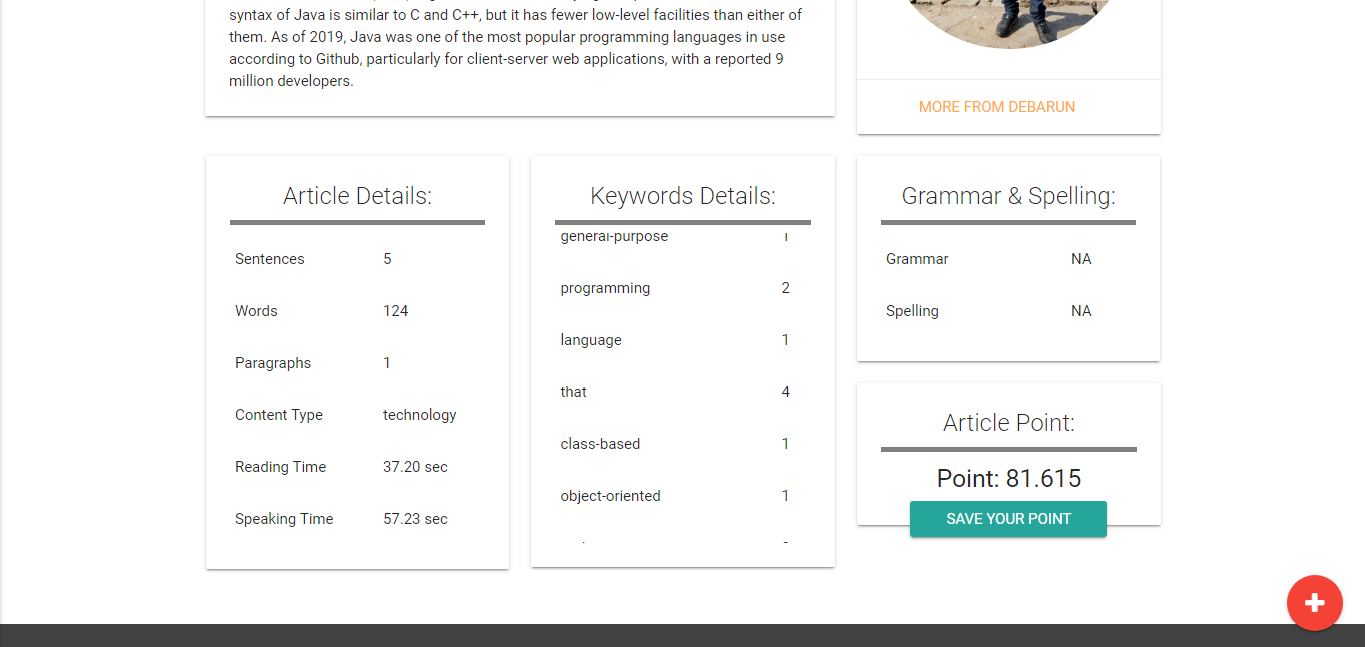 syntax of Java is similar to C and C++, but it has fewer low-level facilities than either of
them. As of 2019, Java was one of the most popular programming languages in use
according to Github, particularly for client-server web applications, with a reported 9
million developers.
MORE FROM DEBARUN
Article Details:
Sentences 5
Words 124
Paragraphs 1
Content Type technology
Reading Time 37.20 sec
Speaking Time 57.23 sec
Keywords Details:
general-purpose 1
programming 2
language 1
that 4
class-based 1
object-oriented 1
Grammar & Spelling:
Grammar NA
Spelling NA
Article Point:
Point: 81.615
SAVE YOUR POINT